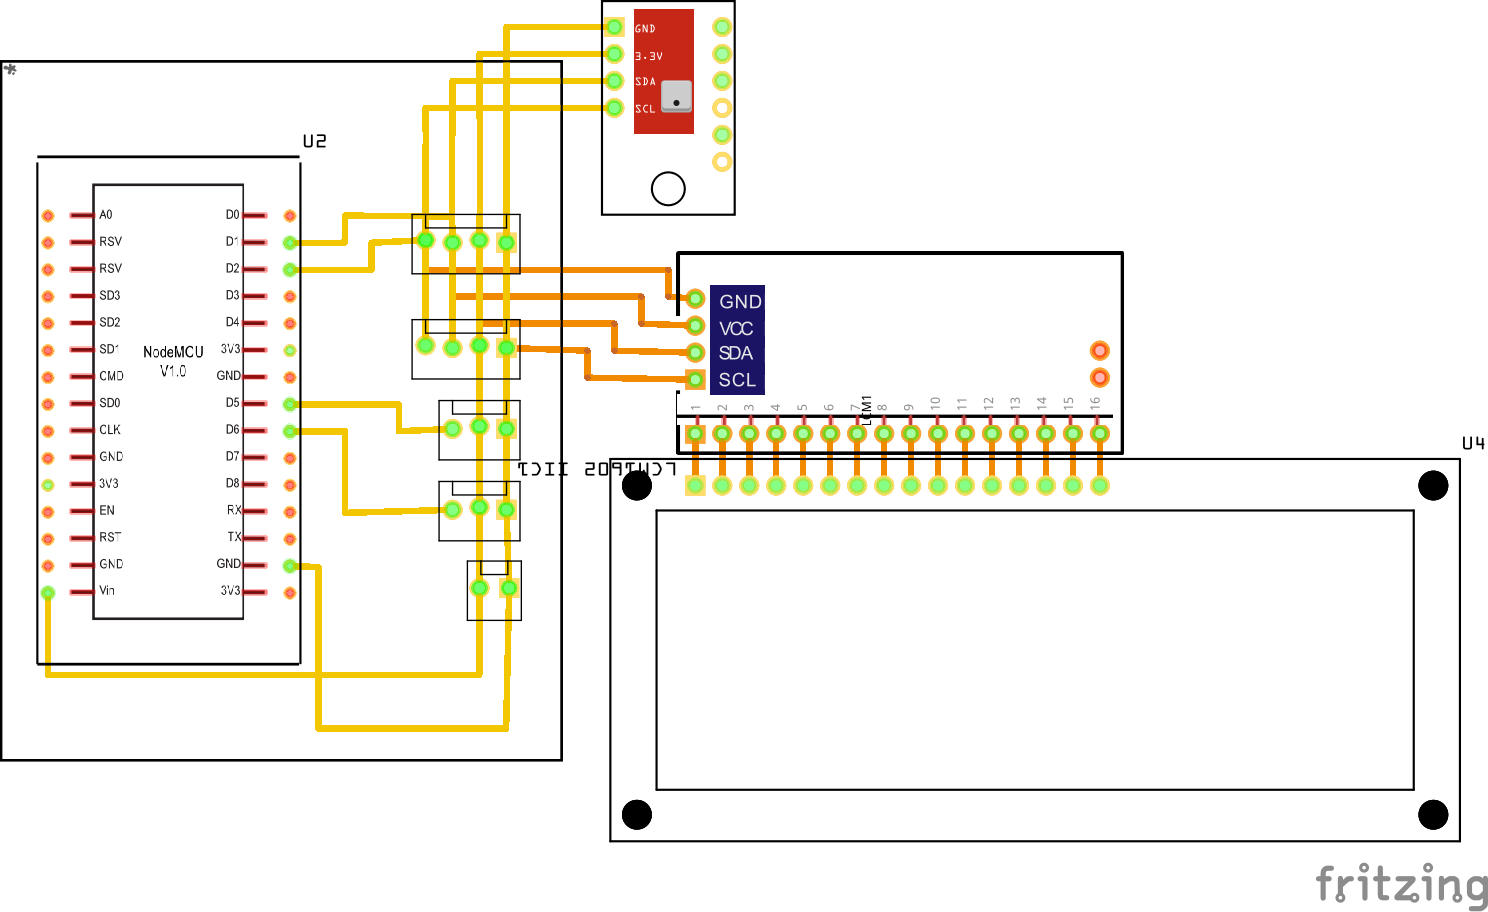 *
GND
3.3V
SDA
SCL
U2
A0
RSV
RSV
SD3
SD2
SD1
CMD
SD0
CLK
GND
3V3
EN
RST
GND
Vin
NodeMCU
V1.0
D0
D1
D2
D3
D4
3V3
GND
D5
D6
D7
D8
RX
TX
GND
3V3
GND
VCC
SDA
SCL
1 2 3 4 5 6 7 8 9 10 11 12 13 14 15 16
LCM1
U4
fritzing